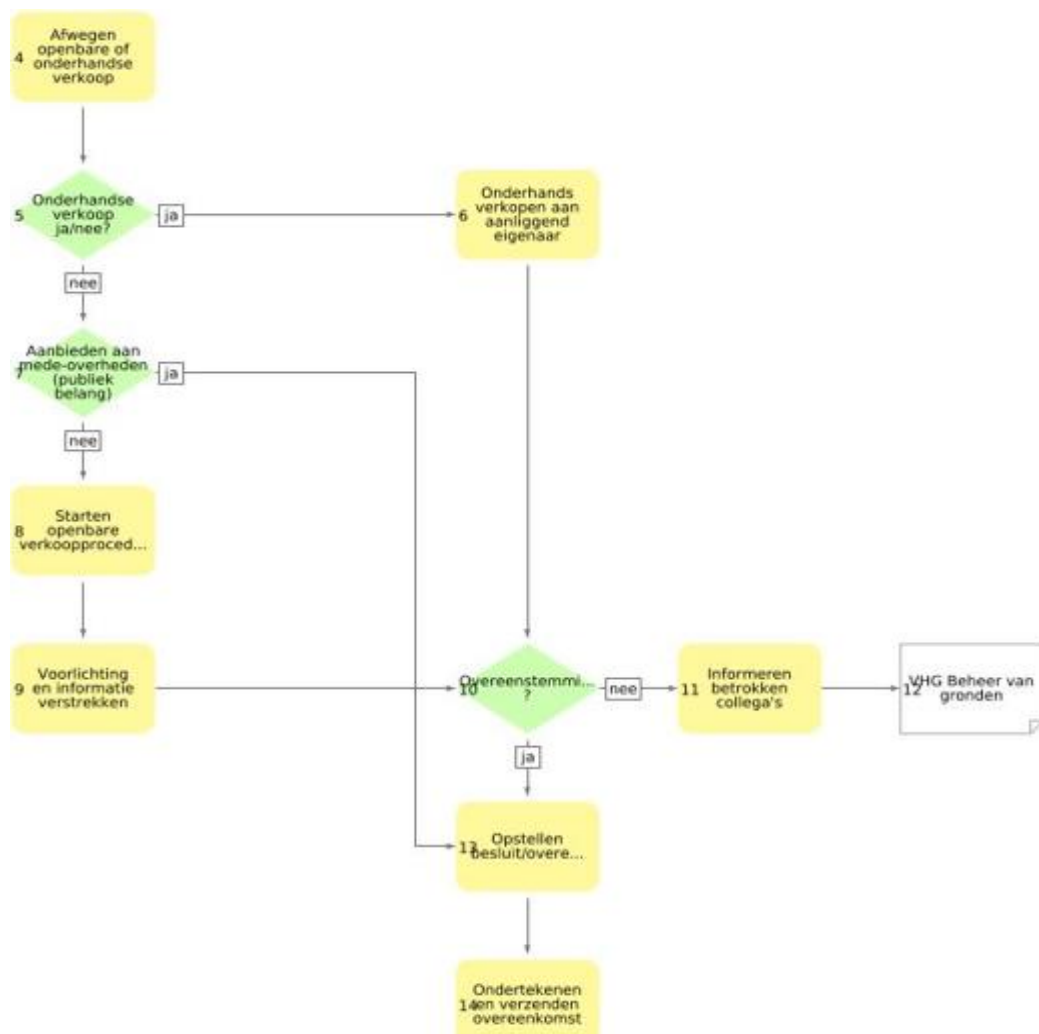 4
Afwegen
openbare of
onderhandse
verkoop
5
Onderhandse
verkoop
ja/nee?
ja
6
Onderhands
verkopen aan
aanliggend
eigenaar
nee
7
Aanbieden aan
mede-overheden
(publiek
belang)
ja
nee
8
Starten
openbare
verkoopproced...
9
Voorlichting
en informatie
verstrekken
10
Overeenstemmi...
?
nee
11
Informeren
betrokken
collega's
12
VHG Beheer van
gronden
ja
13
Opstellen
besluit/overe...
14
Ondertekenen
en verzenden
overeenkomst